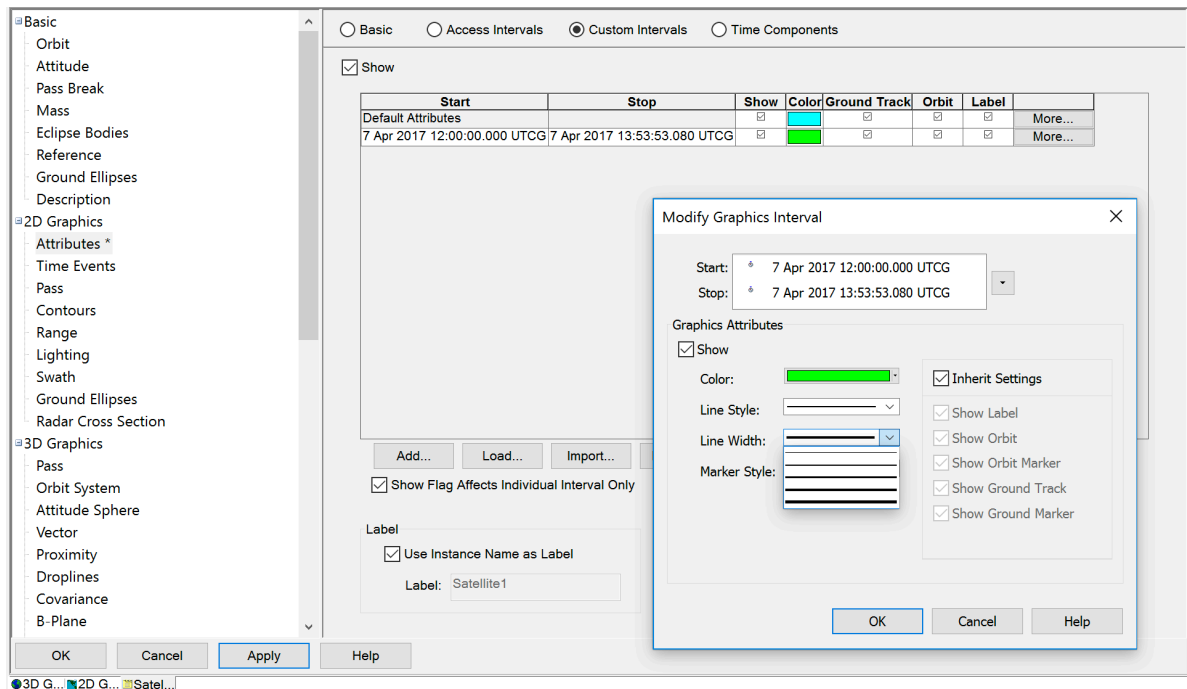 Basic
Orbit
Attitude
Pass Break
Mass
Eclipse Bodies
Reference
Ground Ellipses
Description
2D Graphics
Attributes *
Time Events
Pass
Contours
Range
Lighting
Swath
Ground Ellipses
Radar Cross Section
3D Graphics
Pass
Orbit System
Attitude Sphere
Vector
Proximity
Droplines
Covariance
B-Plane
OK Cancel Apply Help
3D G... 2D G... Satel...
Basic Access Intervals Custom Intervals Time Components
Show
Start Stop Show Color Ground Track Orbit Label
Default Attributes More...
7 Apr 2017 12:00:00.000 UTCG 7 Apr 2017 13:53:53.080 UTCG More...
Add... Load... Import...
Show Flag Affects Individual Interval Only
Label
Use Instance Name as Label
Label: Satellite1
Modify Graphics Interval
Start: 7 Apr 2017 12:00:00.000 UTCG
Stop: 7 Apr 2017 13:53:53.080 UTCG
Graphics Attributes
Show
Color:
Line Style:
Line Width:
Marker Style:
Inherit Settings
Show Label
Show Orbit
Show Orbit Marker
Show Ground Track
Show Ground Marker
OK Cancel Help